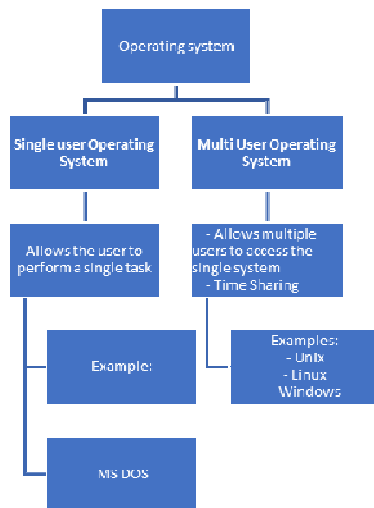 Operating system
Single user Operating
System
Multi User Operating
System
Allows the user to
perform a single task
- Allows multiple
users to access the
single system
- Time Sharing
Example:
MS DOS
Examples:
- Unix
- Linux
Windows